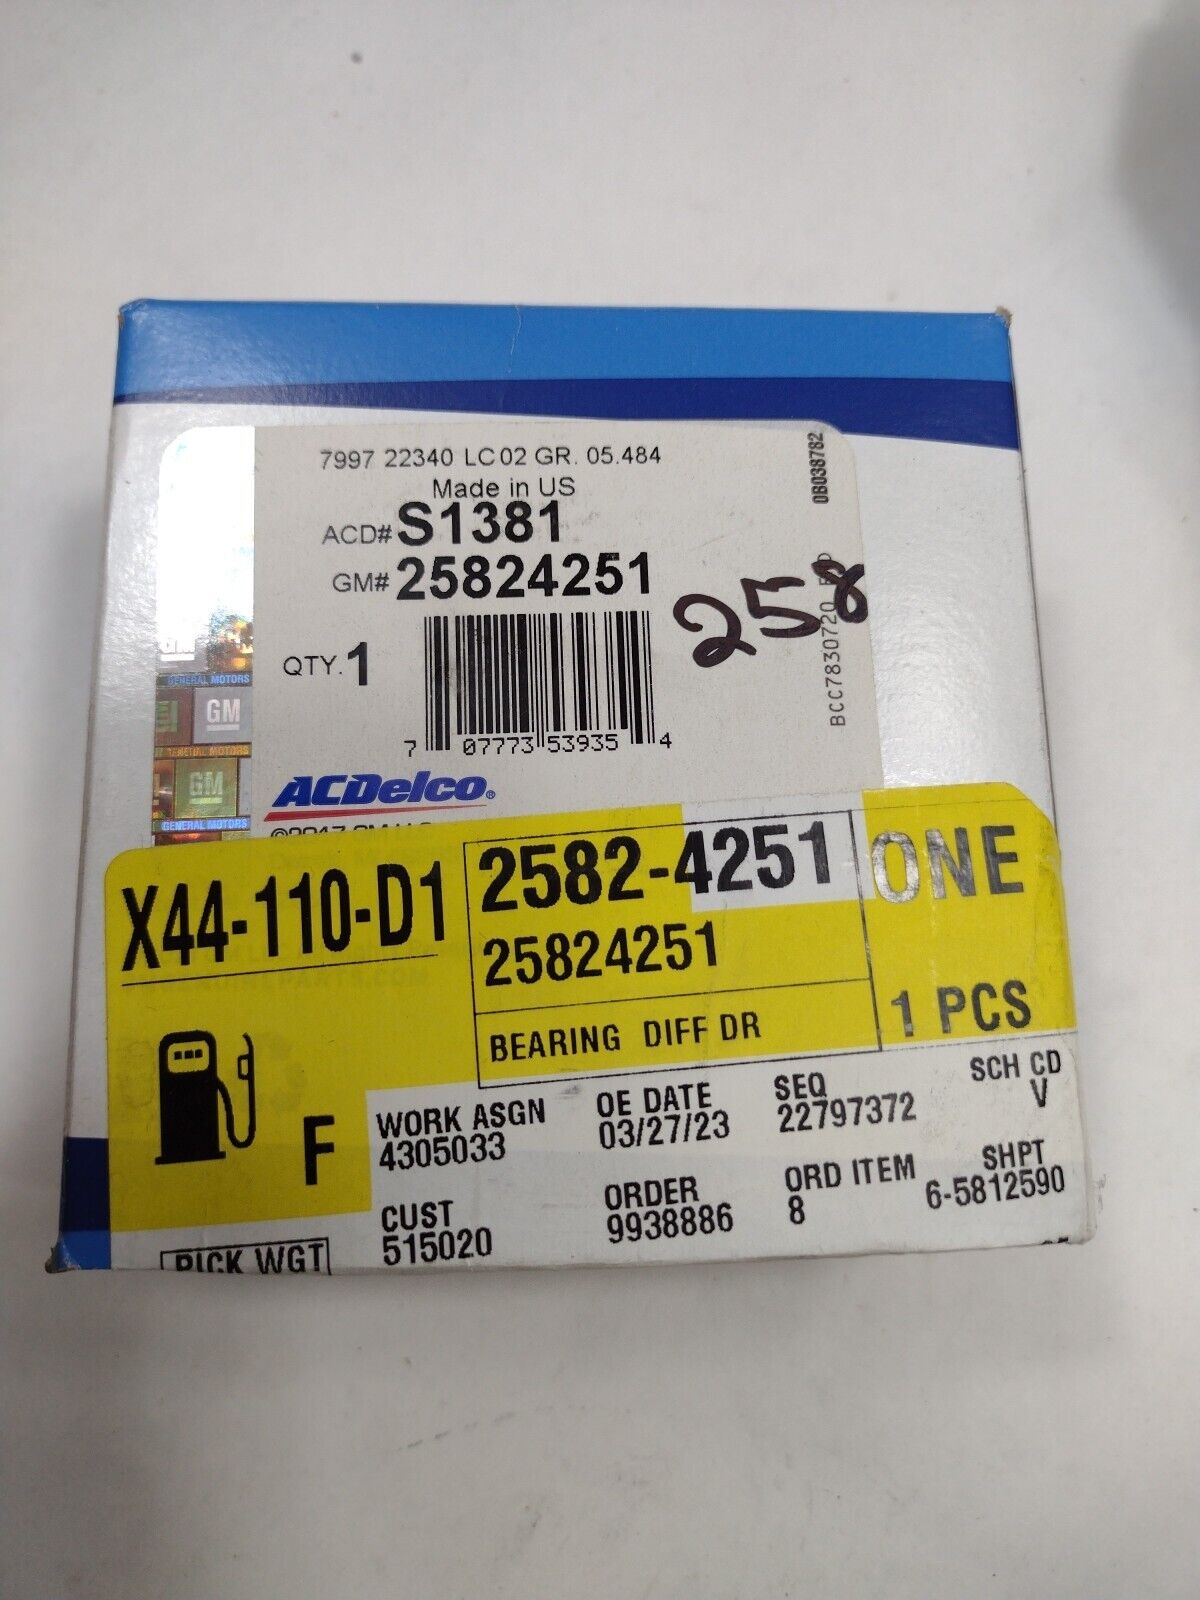 7997 22340 LC02 GR. 05.484
Made in US
ACD# S1381
GM# 25824251
QTY. 1
7 07773 53935 4
0B038782
BCC7830720
258
GENERAL MOTORS
GM
GENERAL MOTORS
GM
GENERAL MOTORS
ACDelco®
X44-110-D1
2582-4251
25824251
BEARING DIFF DR
ONE
1 PCS
F
WORK ASGN
4305033
OE DATE
03/27/23
SEQ
22797372
SCH CD
V
CUST
515020
ORDER
9938886
ORD ITEM
8
SHPT
6-5812590
PICK WGT